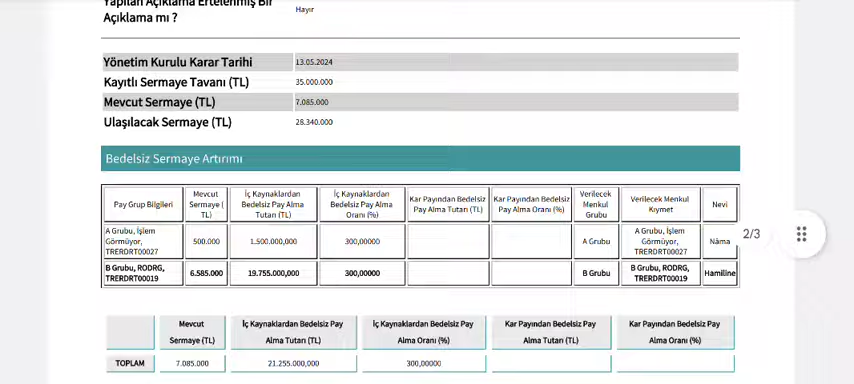 Yapılan Açıklama Ertelenmiş Bir
Açıklama mı ?
Hayır
Yönetim Kurulu Karar Tarihi 13.05.2024
Kayıtlı Sermaye Tavanı (TL) 35.000.000
Mevcut Sermaye (TL) 7.085.000
Ulaşılacak Sermaye (TL) 28.340.000
Bedelsiz Sermaye Artırımı
Pay Grup Bilgileri
Mevcut
Sermaye (
TL)
İç Kaynaklardan
Bedelsiz Pay Alma
Tutarı (TL)
İç Kaynaklardan
Bedelsiz Pay Alma
Oranı (%)
Kar Payından Bedelsiz
Pay Alma Tutarı (TL)
Kar Payından Bedelsiz
Pay Alma Oranı (%)
Verilecek
Menkul
Grubu
Verilecek Menkul
Kıymet
Nevi
A Grubu, İşlem
Görmüyor,
TRERDRT00027
500.000
1.500.000,000
300,00000
A Grubu
A Grubu, İşlem
Görmüyor,
TRERDRT00027
Nâma
B Grubu, RODRG,
TRERDRT00019
6.585.000
19.755.000,000
300,00000
B Grubu
B Grubu, RODRG,
TRERDRT00019
Hamiline
2/3
Mevcut
Sermaye (TL)
İç Kaynaklardan Bedelsiz Pay
Alma Tutarı (TL)
İç Kaynaklardan Bedelsiz Pay
Alma Oranı (%)
Kar Payından Bedelsiz Pay
Alma Tutarı (TL)
Kar Payından Bedelsiz Pay
Alma Oranı (%)
TOPLAM 7.085.000 21.255.000,000 300,00000